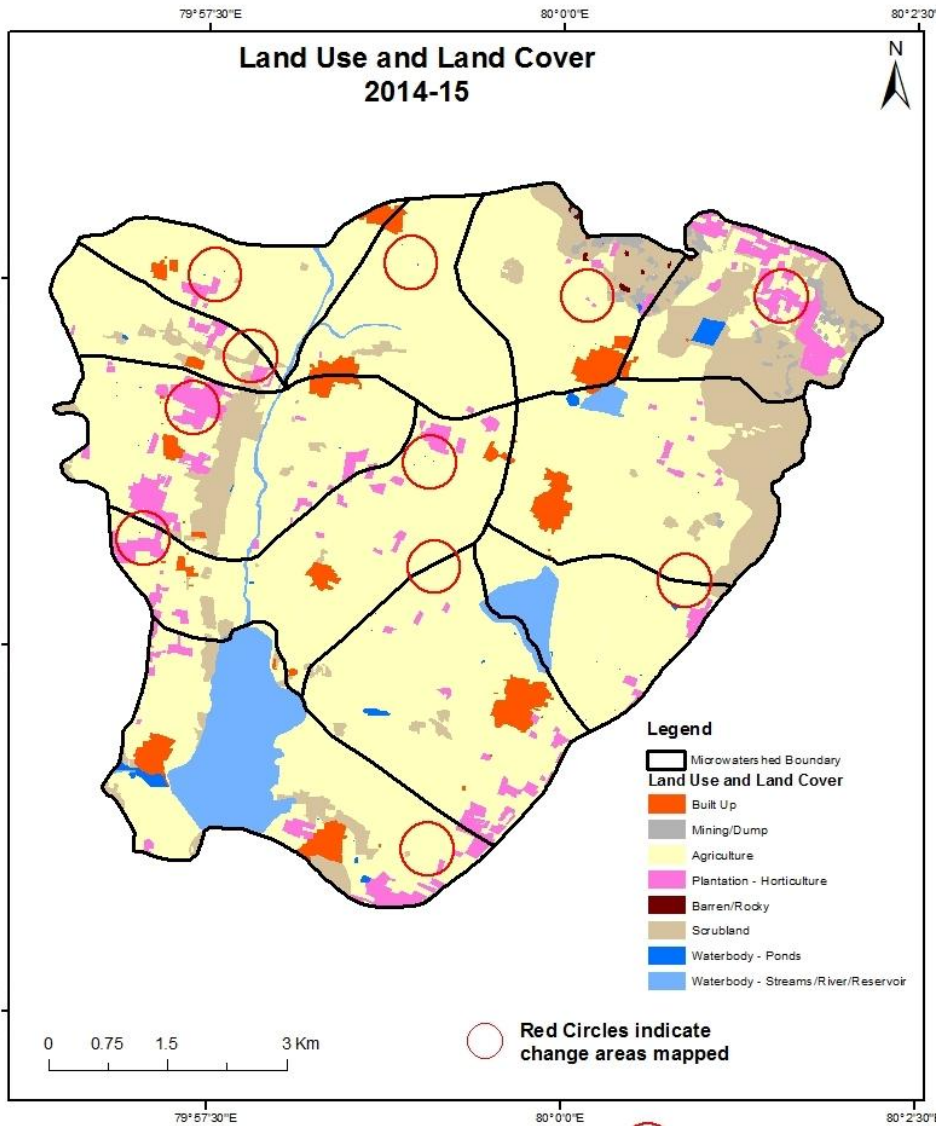 79°57'30"E 80°0'0"E 80°2'30"E
Land Use and Land Cover
2014-15
N
Legend
Microwatershed Boundary
Land Use and Land Cover
Built Up
Mining/Dump
Agriculture
Plantation - Horticulture
Barren/Rocky
Scrubland
Waterbody - Ponds
Waterbody - Streams/River/Reservoir
Red Circles indicate
change areas mapped
0 0.75 1.5 3 Km
79°57'30"E 80°0'0"E 80°2'30"E